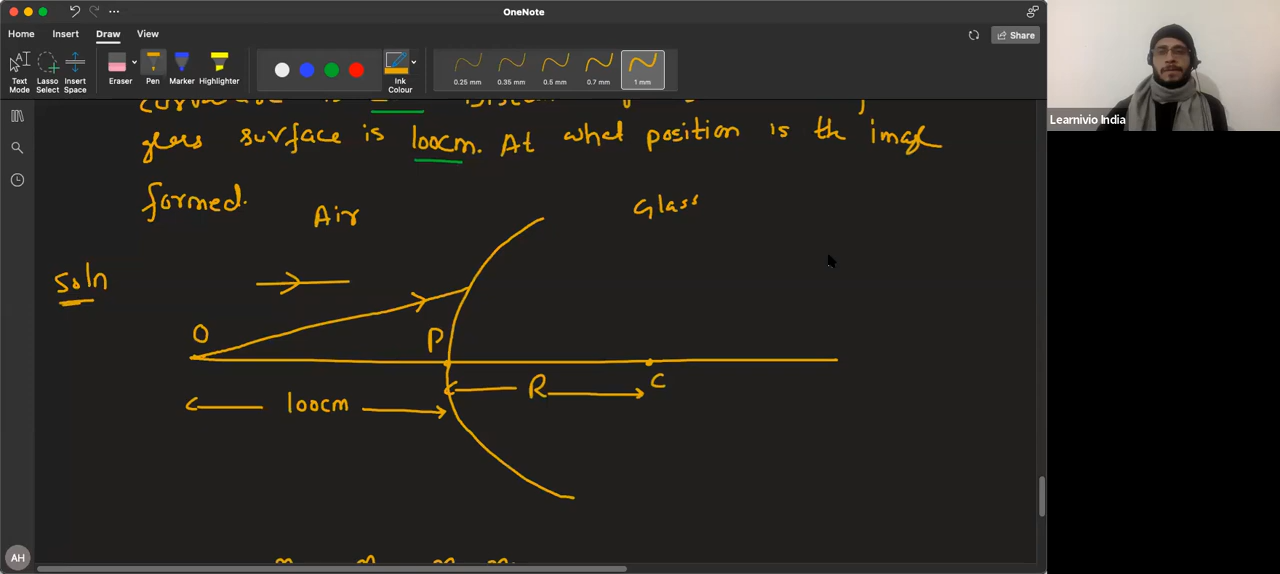 OneNote
Home Insert Draw View
Share
Text Mode
Lasso Select
Insert Space
Eraser
Pen
Marker
Highlighter
Ink Colour
0.25 mm 0.35 mm 0.5 mm 0.7 mm 1 mm
Learnivio India
glass surface is 100cm. At what position is the image
formed.
Air
Glass
Soln
O
P
R
C
100cm
AH